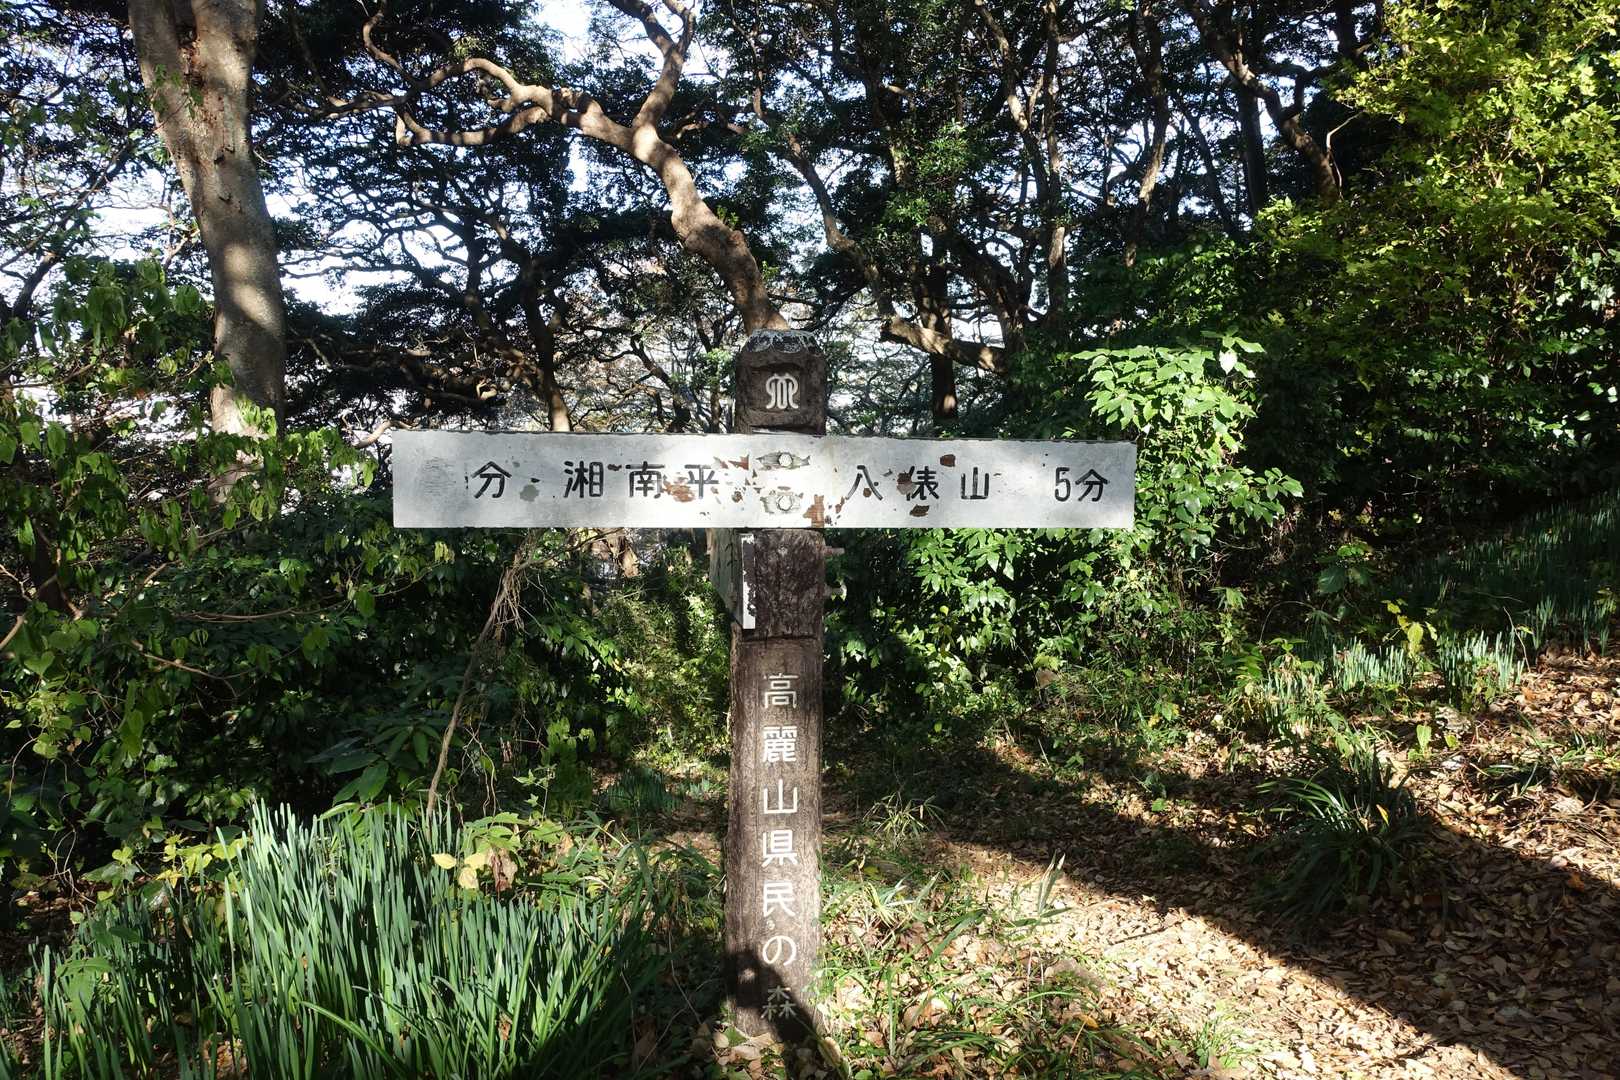 分 湘南平 八俵山 5分
高麗山県民の森